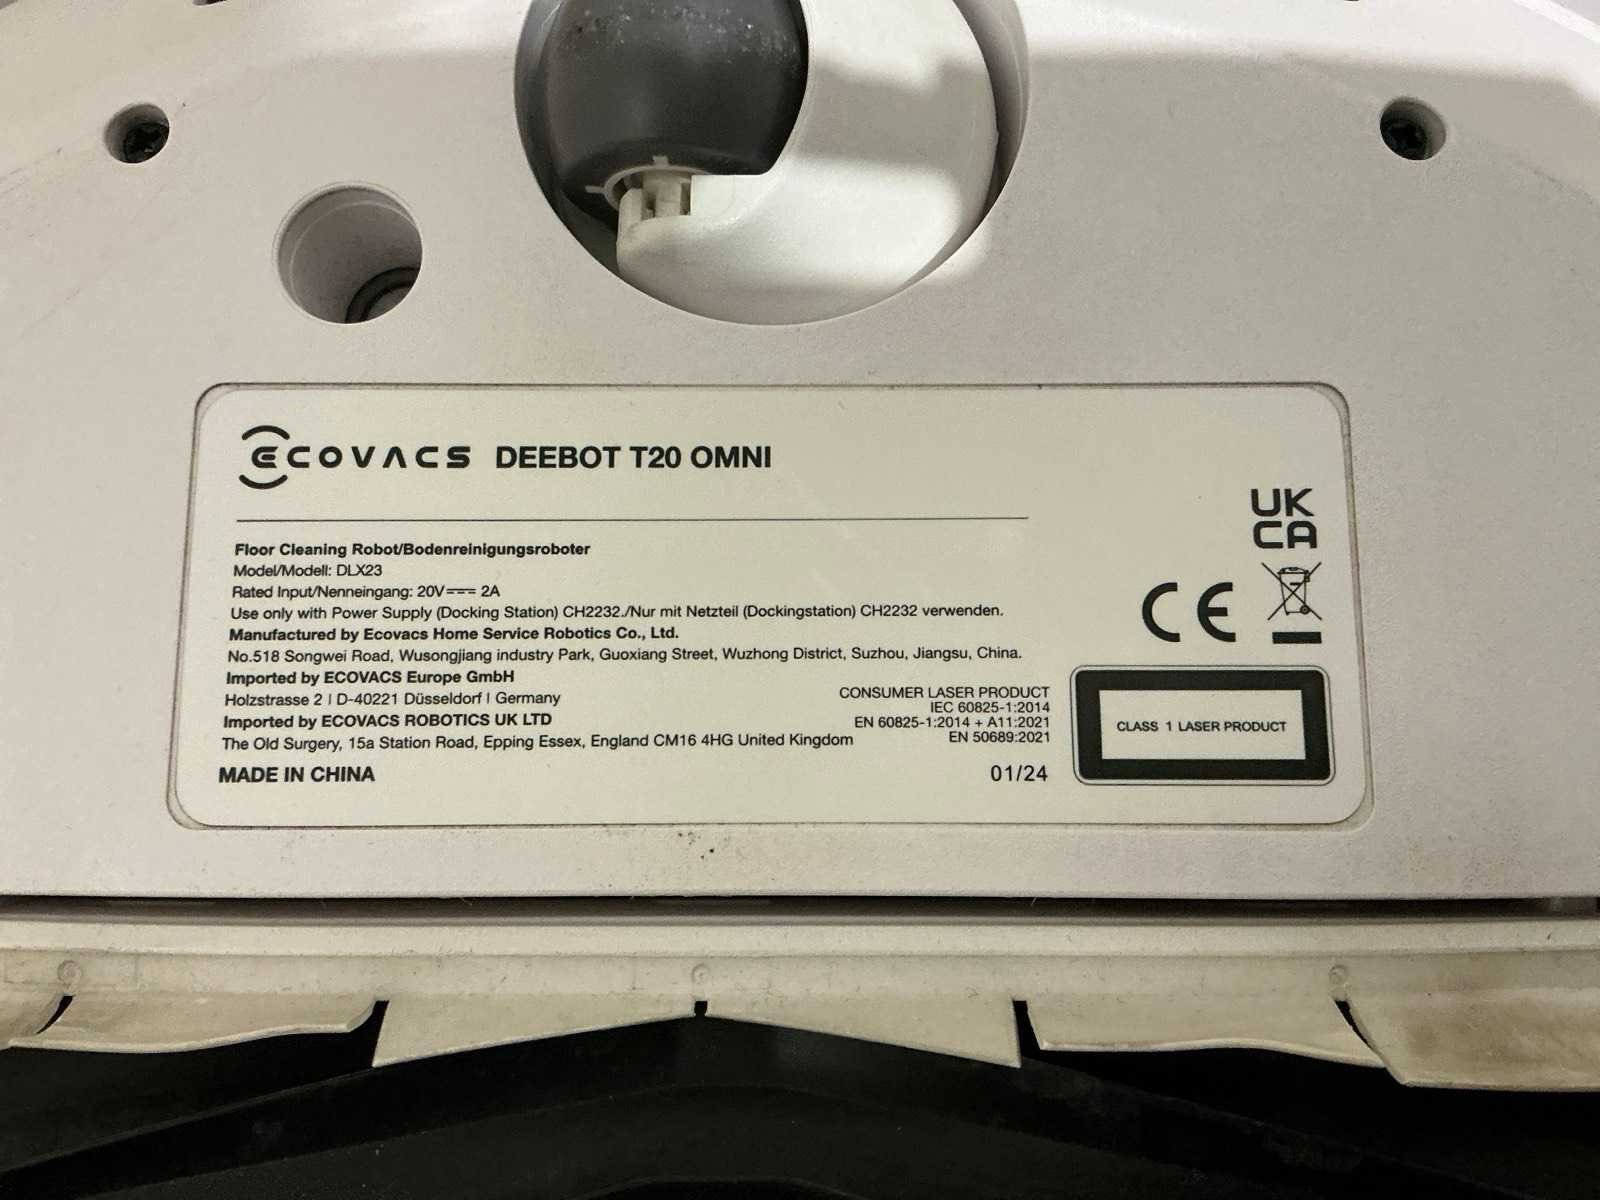 ECOVACS DEEBOT T20 OMNI
Floor Cleaning Robot/Bodenreinigungsroboter
Model/Modell: DLX23
Rated Input/Nenneingang: 20V⎓ 2A
Use only with Power Supply (Docking Station) CH2232./Nur mit Netzteil (Dockingstation) CH2232 verwenden.
Manufactured by Ecovacs Home Service Robotics Co., Ltd.
No.518 Songwei Road, Wusongjiang industry Park, Guoxiang Street, Wuzhong District, Suzhou, Jiangsu, China.
Imported by ECOVACS Europe GmbH
Holzstrasse 2 | D-40221 Düsseldorf | Germany
Imported by ECOVACS ROBOTICS UK LTD
The Old Surgery, 15a Station Road, Epping Essex, England CM16 4HG United Kingdom
MADE IN CHINA
CONSUMER LASER PRODUCT
IEC 60825-1:2014
EN 60825-1:2014 + A11:2021
EN 50689:2021
01/24
UK
CA
CE
CLASS 1 LASER PRODUCT